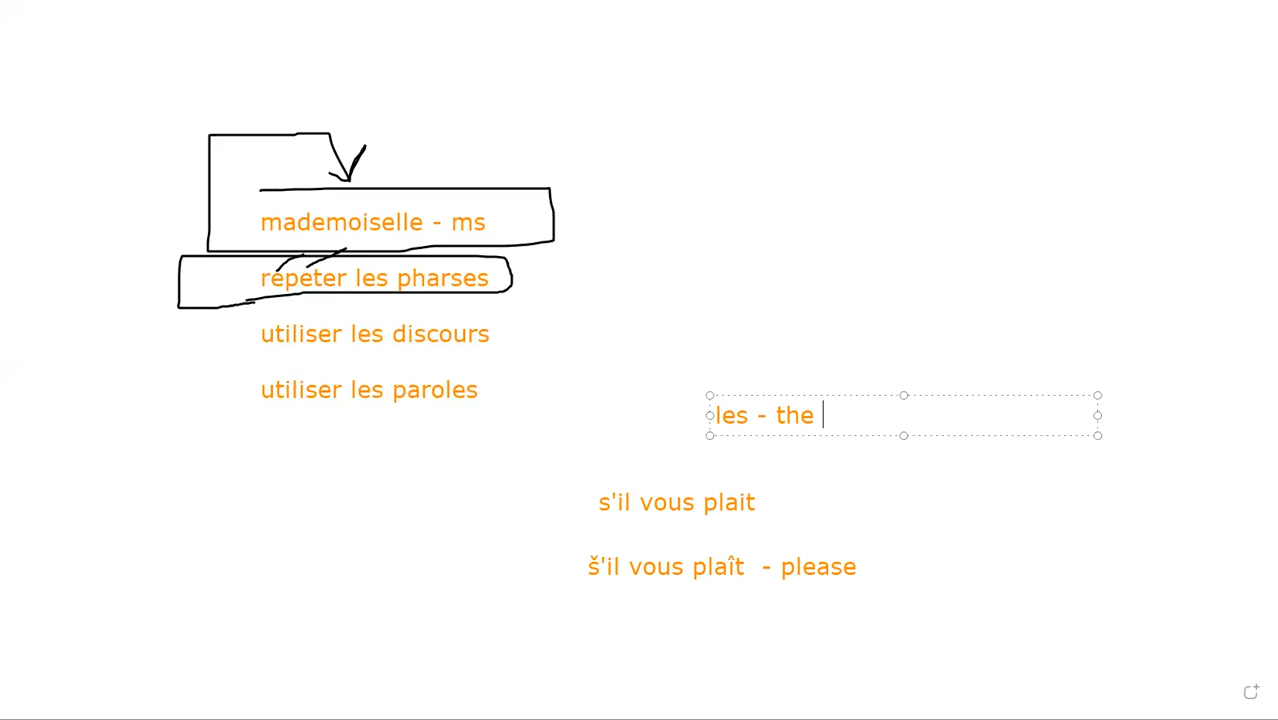 mademoiselle - ms
répéter les pharses
utiliser les discours
utiliser les paroles
les - the
s'il vous plait
š'il vous plaît - please